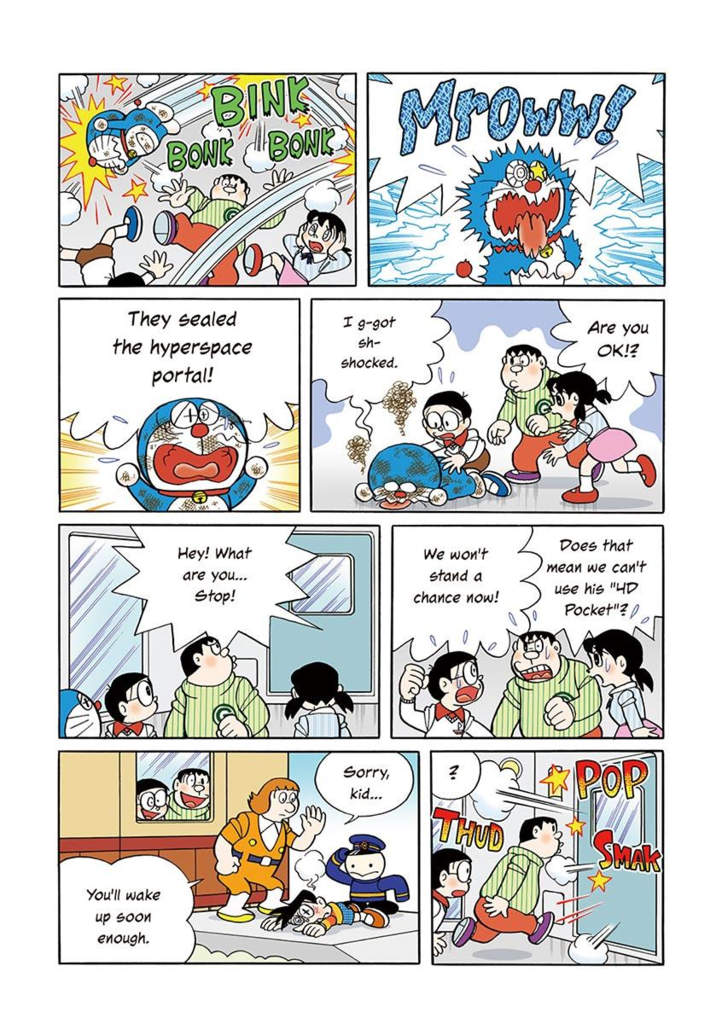 BINK
BONK
BONK
Mroww!
They sealed
the hyperspace
portal!
I g-got
sh-
shocked.
Are you
OK!?
Hey! What
are you...
Stop!
We won't
stand a
chance now!
Does that
mean we can't
use his "4D
Pocket"?
Sorry,
kid...
You'll wake
up soon
enough.
?
POP
THUD
SMAK